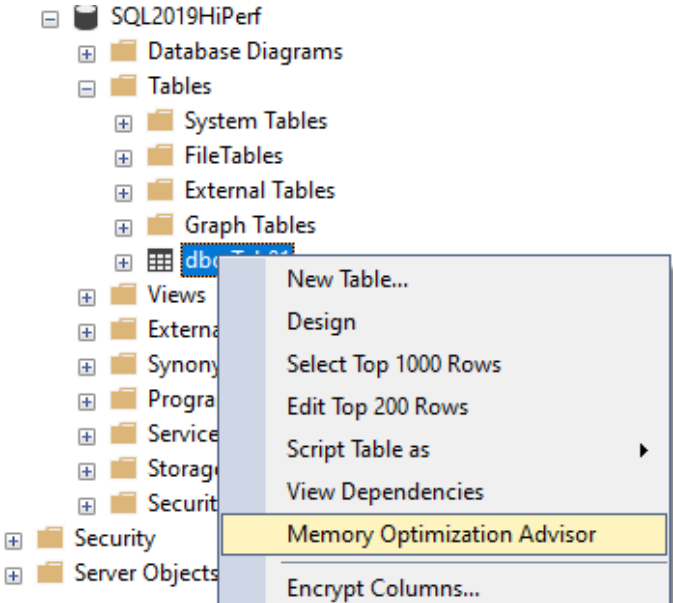 SQL2019HiPerf
Database Diagrams
Tables
System Tables
FileTables
External Tables
Graph Tables
New Table...
Views
Design
Select Top 1000 Rows
Edit Top 200 Rows
Script Table as
View Dependencies
Security
Memory Optimization Advisor
Server Objects
Encrypt Columns...